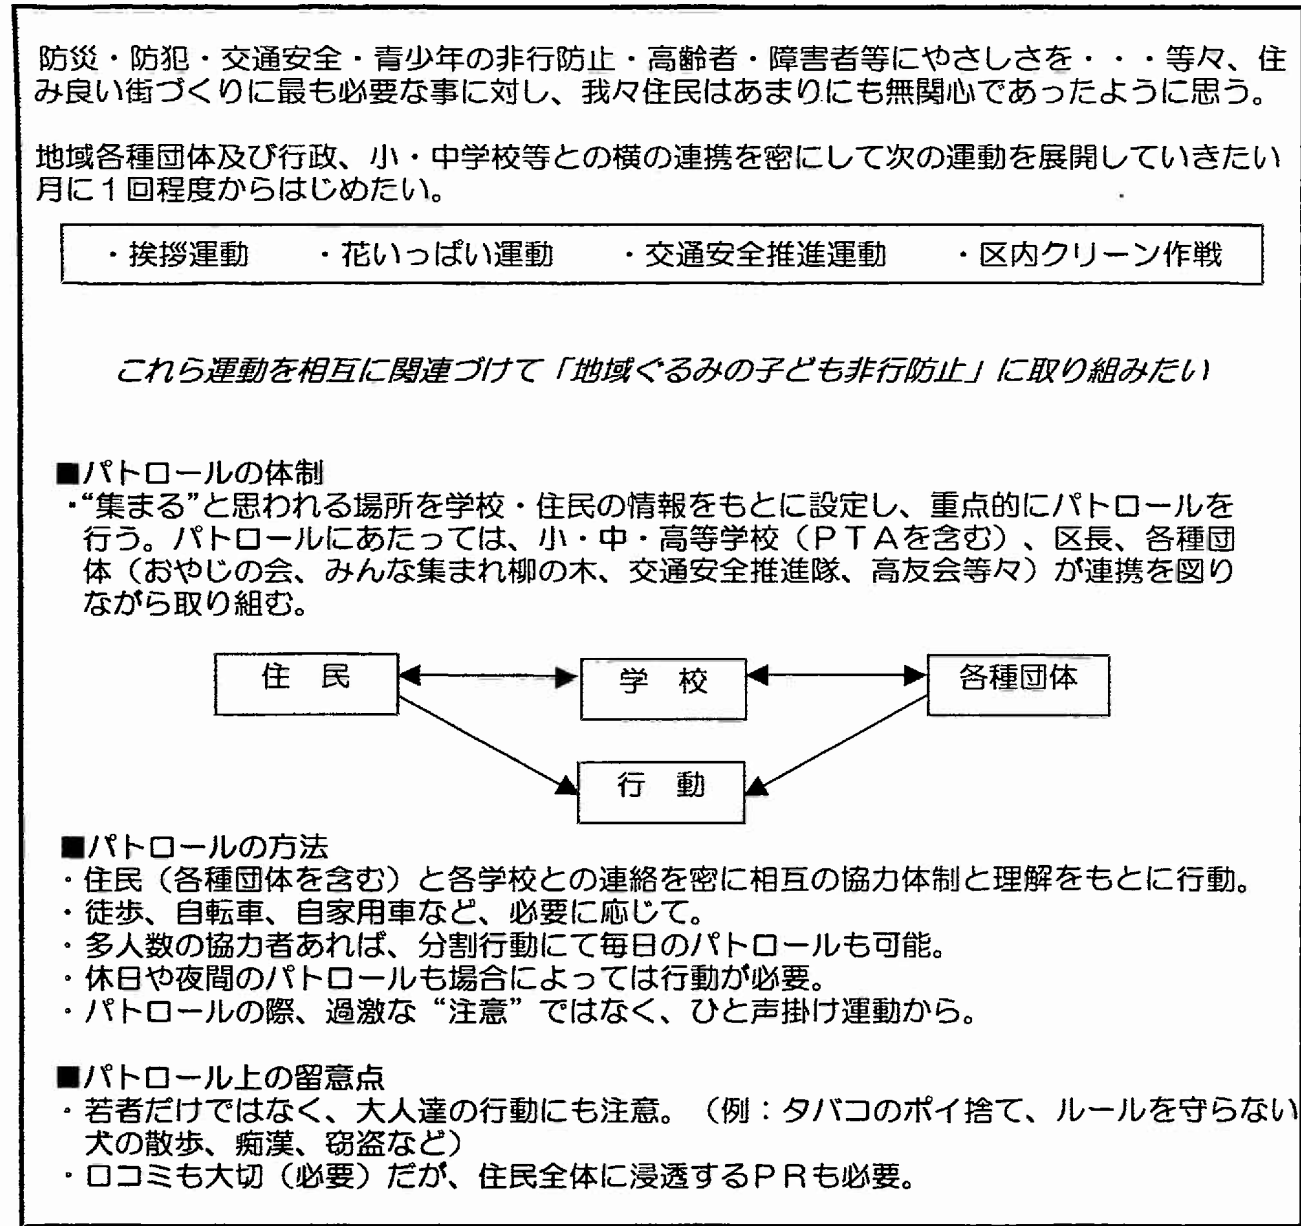 防災・防犯・交通安全・青少年の非行防止・高齢者・障害者等にやさしさを・・・等々、住
み良い街づくりに最も必要な事に対し、我々住民はあまりにも無関心であったように思う。
地域各種団体及び行政、小・中学校等との横の連携を密にして次の運動を展開していきたい
月に１回程度からはじめたい。
・挨拶運動　・花いっぱい運動　・交通安全推進運動　・区内クリーン作戦
これら運動を相互に関連づけて「地域ぐるみの子ども非行防止」に取り組みたい
■パトロールの体制
・“集まる”と思われる場所を学校・住民の情報をもとに設定し、重点的にパトロールを
行う。パトロールにあたっては、小・中・高等学校（ＰＴＡを含む）、区長、各種団
体（おやじの会、みんな集まれ柳の木、交通安全推進隊、高友会等々）が連携を図り
ながら取り組む。
住　民　学　校　各種団体
行　動
■パトロールの方法
・住民（各種団体を含む）と各学校との連絡を密に相互の協力体制と理解をもとに行動。
・徒歩、自転車、自家用車など、必要に応じて。
・多人数の協力者あれば、分割行動にて毎日のパトロールも可能。
・休日や夜間のパトロールも場合によっては行動が必要。
・パトロールの際、過激な“注意”ではなく、ひと声掛け運動から。
■パトロール上の留意点
・若者だけではなく、大人達の行動にも注意。（例：タバコのポイ捨て、ルールを守らない
犬の散歩、痴漢、窃盗など）
・口コミも大切（必要）だが、住民全体に浸透するＰＲも必要。